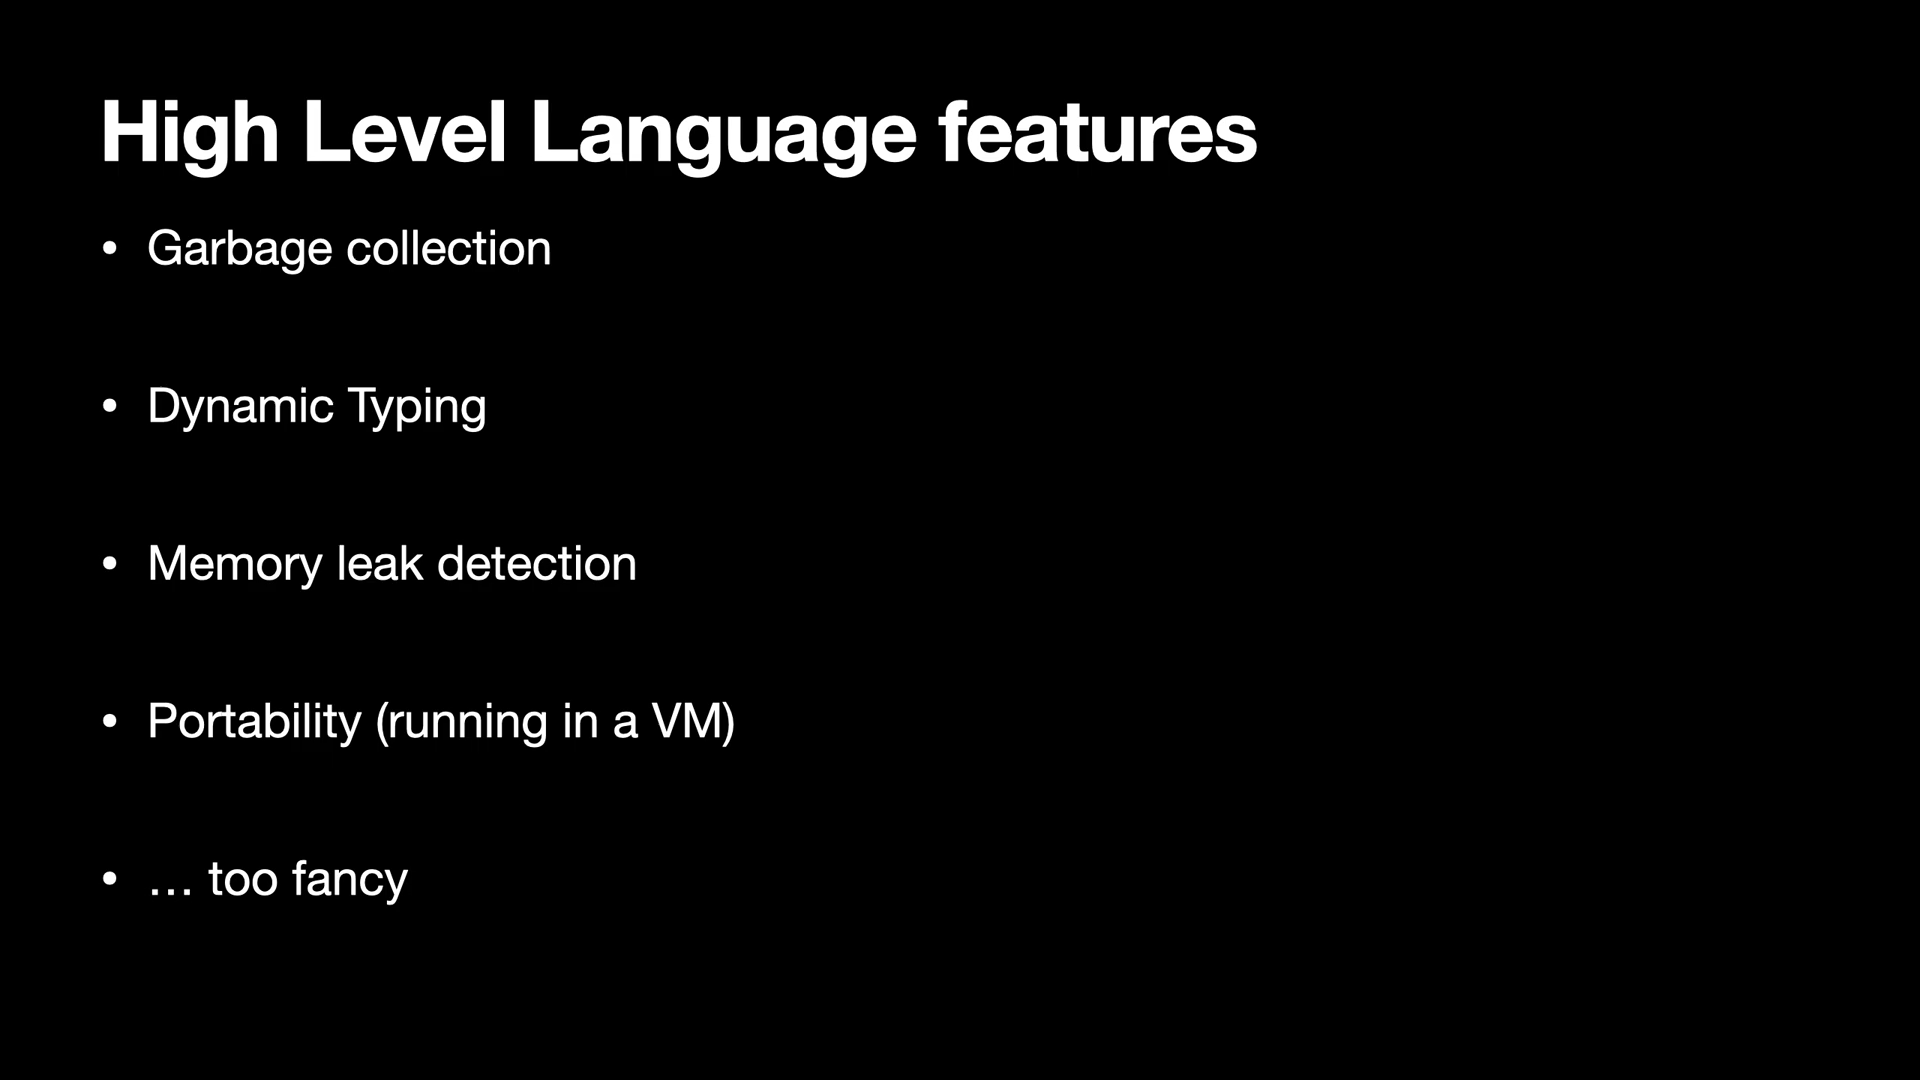 High Level Language features
• Garbage collection
• Dynamic Typing
• Memory leak detection
• Portability (running in a VM)
• … too fancy